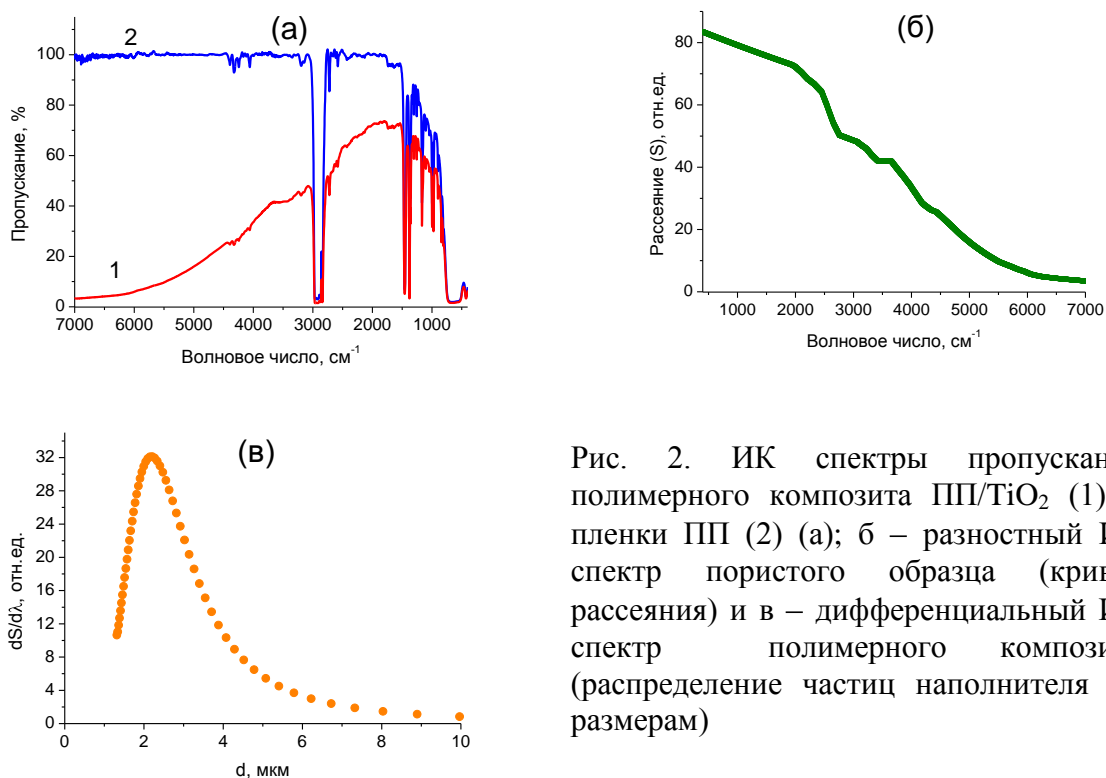 (а)
2
1
Пропускание, %
100
80
60
40
20
0
7000 6000 5000 4000 3000 2000 1000
Волновое число, см⁻¹
(б)
Рассеяние (S), отн.ед.
80
60
40
20
0
1000 2000 3000 4000 5000 6000 7000
Волновое число, см⁻¹
(в)
dS/dλ, отн.ед.
32
28
24
20
16
12
8
4
0
0 2 4 6 8 10
d, мкм
Рис. 2. ИК спектры пропускан
полимерного композита ПП/TiO₂ (1)
пленки ПП (2) (а); б – разностный И
спектр пористого образца (крив
рассеяния) и в – дифференциальный И
спектр полимерного компози
(распределение частиц наполнителя
размерам)